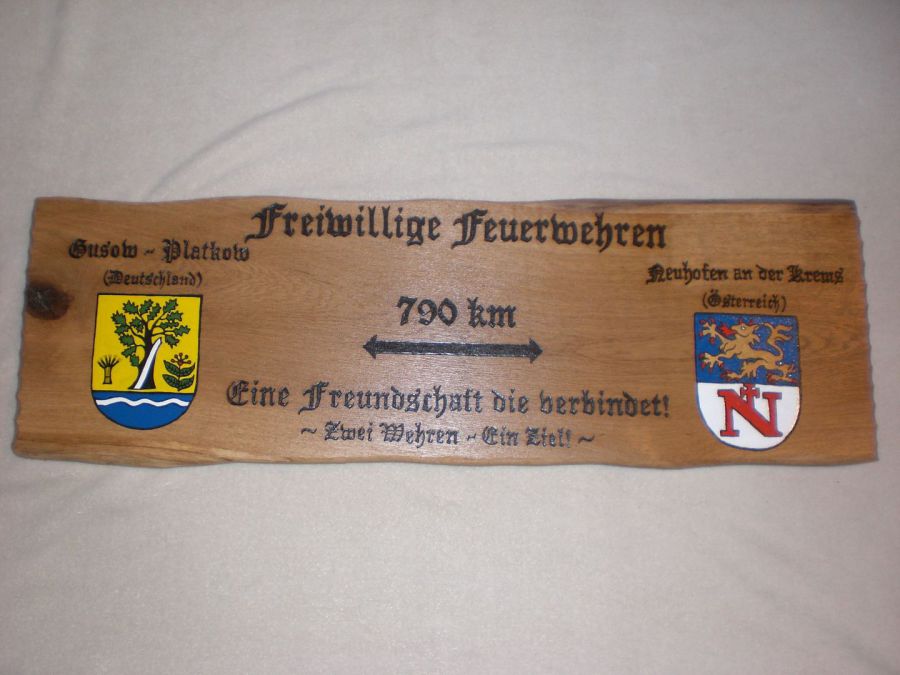 Freiwillige Feuerwehren
Gusow - Platkow
(Deutschland)
Neuhofen an der Krems
(Österreich)
790 km
Eine Freundschaft die verbindet!
~ Zwei Wehren - Ein Ziel! ~
N